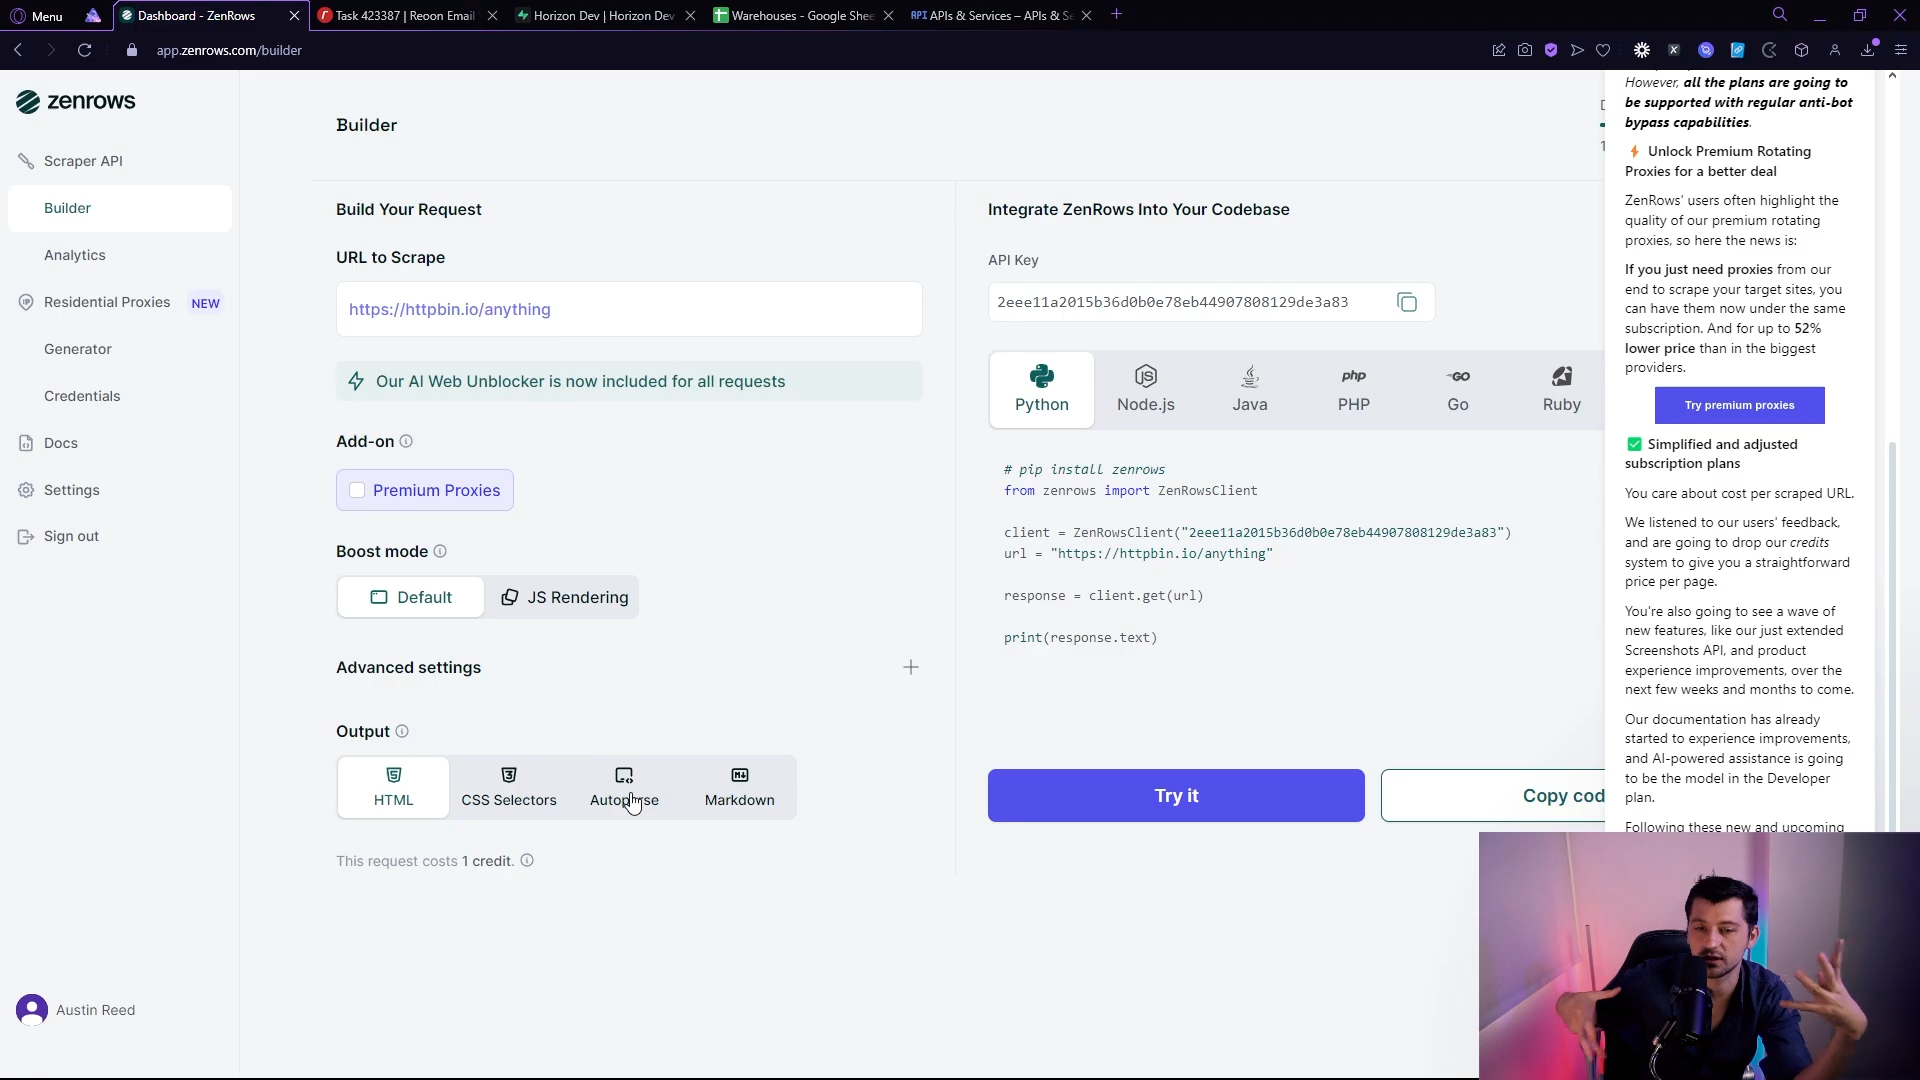 Menu
Dashboard - ZenRows
Task 423387 | Reoon Email
Horizon Dev | Horizon Dev
Warehouses - Google Shee
API APIs & Services – APIs & Se
app.zenrows.com/builder
zenrows
Scraper API
Builder
Analytics
Residential Proxies NEW
Generator
Credentials
Docs
Settings
Sign out
Austin Reed
Builder
Build Your Request
URL to Scrape
https://httpbin.io/anything
Our AI Web Unblocker is now included for all requests
Add-on
Premium Proxies
Boost mode
Default
JS Rendering
Advanced settings
Output
HTML
CSS Selectors
Autoparse
Markdown
This request costs 1 credit.
Integrate ZenRows Into Your Codebase
API Key
2eee11a2015b36d0b0e78eb44907808129de3a83
Python
Node.js
Java
php
PHP
GO
Go
Ruby
# pip install zenrows
from zenrows import ZenRowsClient
client = ZenRowsClient("2eee11a2015b36d0b0e78eb44907808129de3a83")
url = "https://httpbin.io/anything"
response = client.get(url)
print(response.text)
Try it
Copy cod
However, all the plans are going to
be supported with regular anti-bot
bypass capabilities.
⚡ Unlock Premium Rotating
Proxies for a better deal
ZenRows' users often highlight the
quality of our premium rotating
proxies, so here the news is:
If you just need proxies from our
end to scrape your target sites, you
can have them now under the same
subscription. And for up to 52%
lower price than in the biggest
providers.
Try premium proxies
✅ Simplified and adjusted
subscription plans
You care about cost per scraped URL.
We listened to our users' feedback,
and are going to drop our credits
system to give you a straightforward
price per page.
You're also going to see a wave of
new features, like our just extended
Screenshots API, and product
experience improvements, over the
next few weeks and months to come.
Our documentation has already
started to experience improvements,
and AI-powered assistance is going
to be the model in the Developer
plan.
Following these new and upcoming